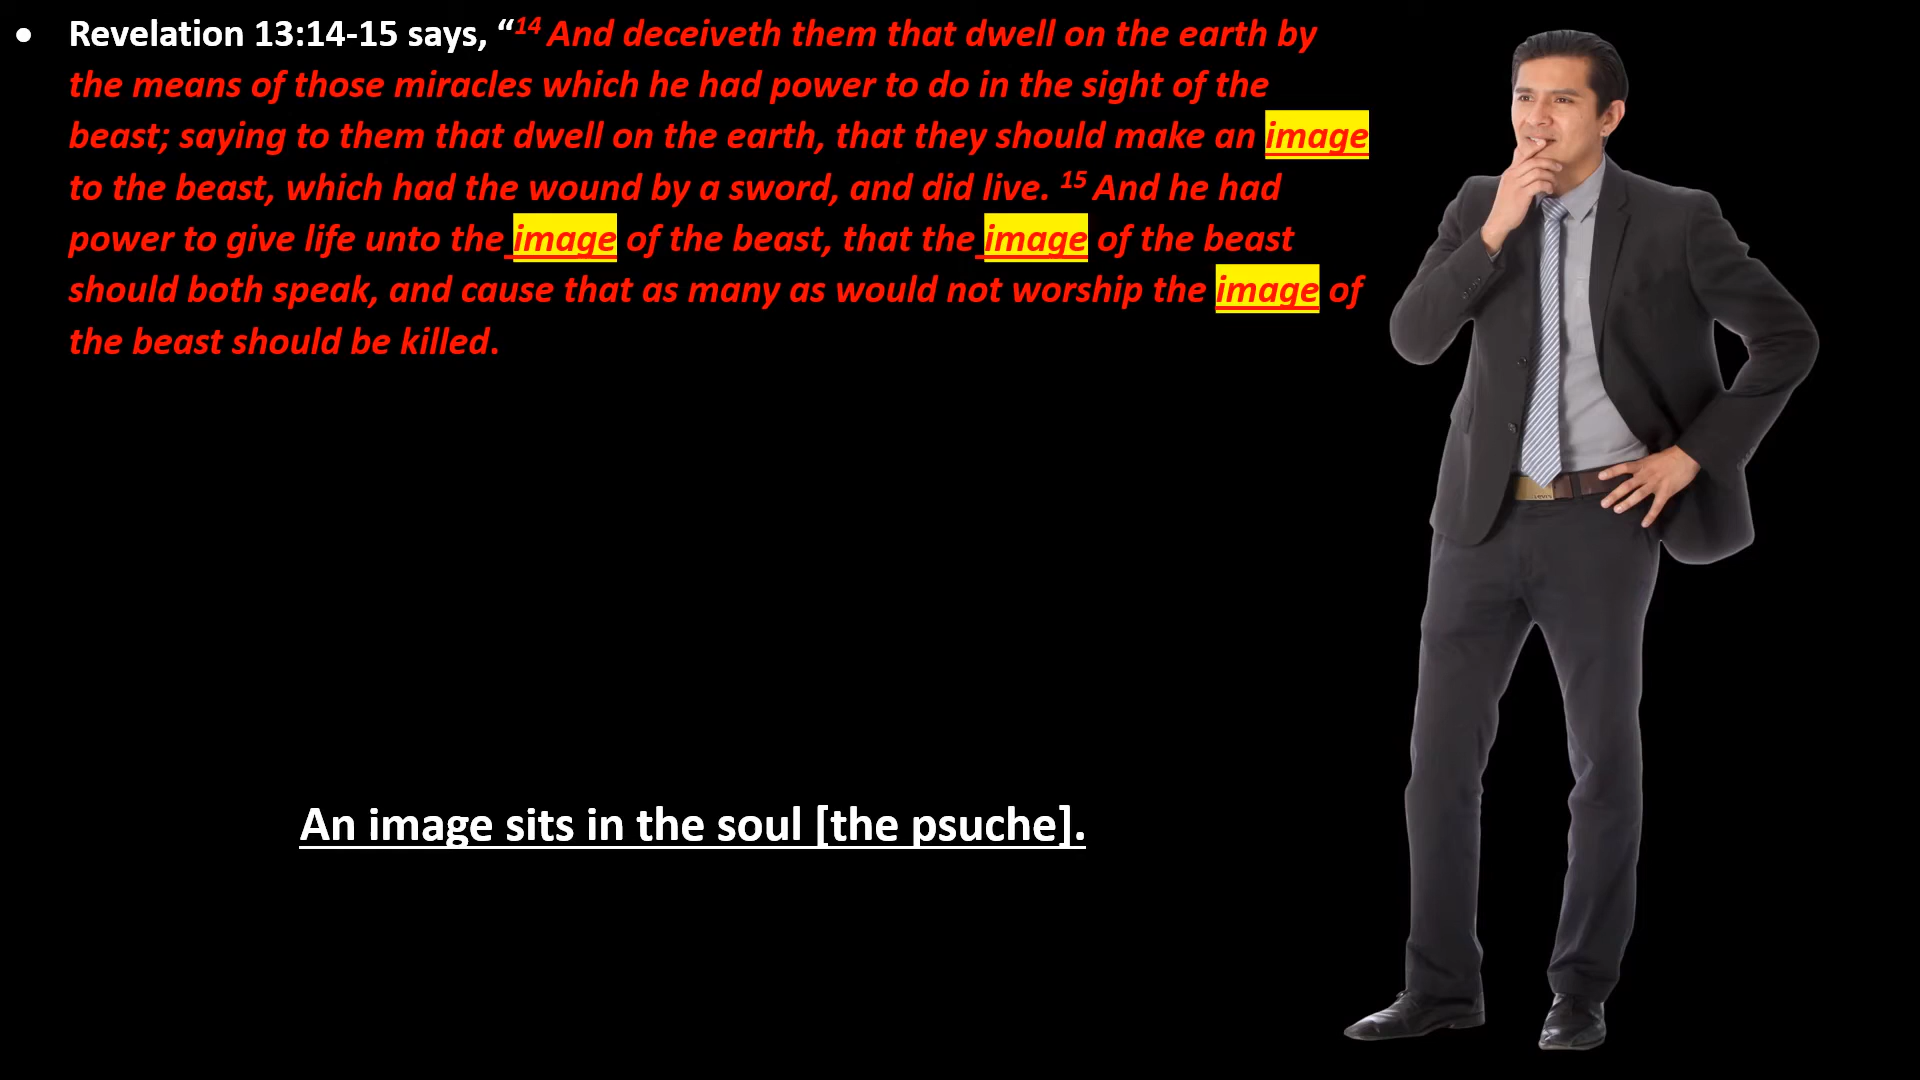 • Revelation 13:14-15 says, “14 And deceiveth them that dwell on the earth by
the means of those miracles which he had power to do in the sight of the
beast; saying to them that dwell on the earth, that they should make an image
to the beast, which had the wound by a sword, and did live. 15 And he had
power to give life unto the image of the beast, that the image of the beast
should both speak, and cause that as many as would not worship the image of
the beast should be killed.
An image sits in the soul [the psuche].